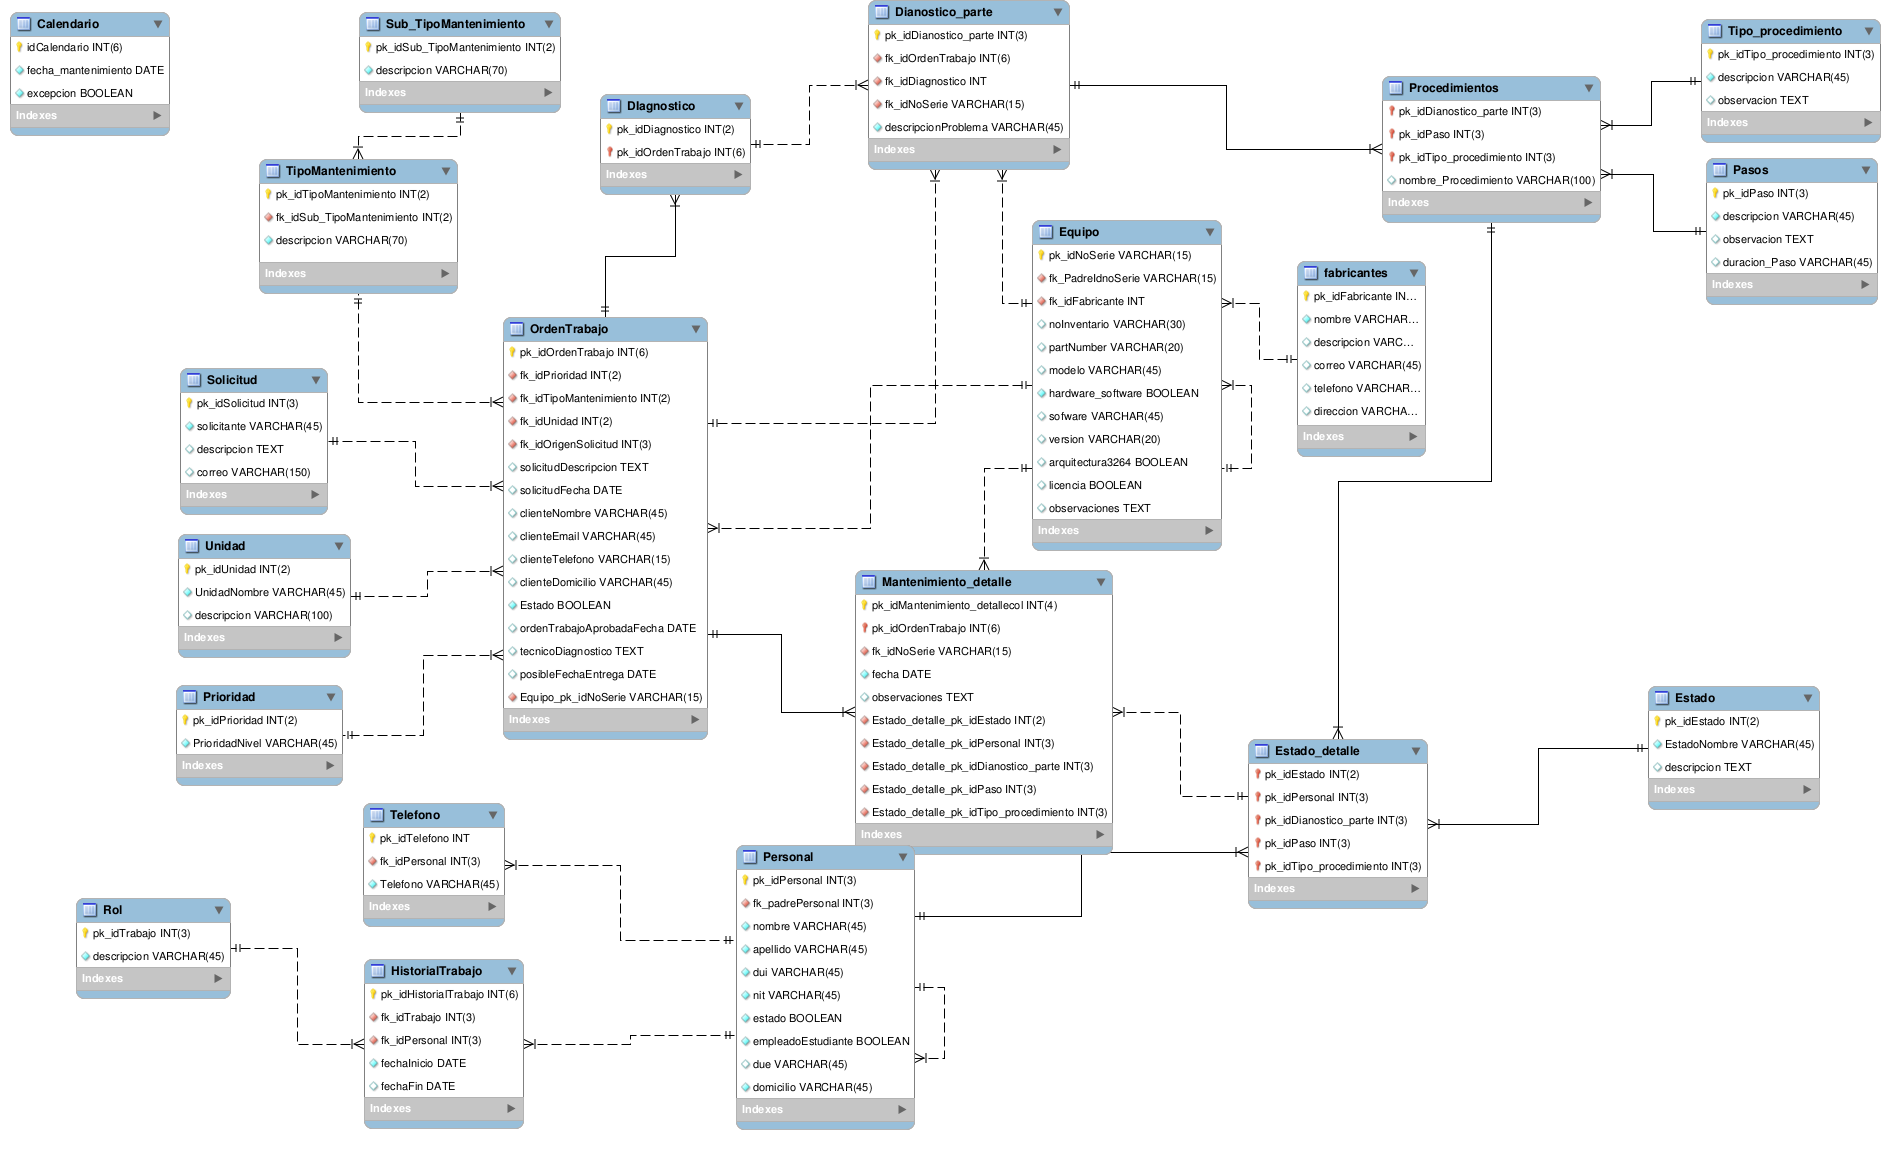 Calendario
idCalendario INT(6)
fecha_mantenimiento DATE
excepcion BOOLEAN
Indexes
Sub_TipoMantenimiento
pk_idSub_TipoMantenimiento INT(2)
descripcion VARCHAR(70)
Indexes
Dianostico_parte
pk_idDianostico_parte INT(3)
fk_idOrdenTrabajo INT(6)
fk_idDiagnostico INT
fk_idNoSerie VARCHAR(15)
descripcionProblema VARCHAR(45)
Indexes
Tipo_procedimiento
pk_idTipo_procedimiento INT(3)
descripcion VARCHAR(45)
observacion TEXT
Indexes
DIagnostico
pk_idDiagnostico INT(2)
pk_idOrdenTrabajo INT(6)
Indexes
Procedimientos
pk_idDianostico_parte INT(3)
pk_idPaso INT(3)
pk_idTipo_procedimiento INT(3)
nombre_Procedimiento VARCHAR(100)
Indexes
TipoMantenimiento
pk_idTipoMantenimiento INT(2)
fk_idSub_TipoMantenimiento INT(2)
descripcion VARCHAR(70)
Indexes
Pasos
pk_idPaso INT(3)
descripcion VARCHAR(45)
observacion TEXT
duracion_Paso VARCHAR(45)
Indexes
Equipo
pk_idNoSerie VARCHAR(15)
fk_PadreIdnoSerie VARCHAR(15)
fk_idFabricante INT
noInventario VARCHAR(30)
partNumber VARCHAR(20)
modelo VARCHAR(45)
hardware_software BOOLEAN
sofware VARCHAR(45)
version VARCHAR(20)
arquitectura3264 BOOLEAN
licencia BOOLEAN
observaciones TEXT
Indexes
fabricantes
pk_idFabricante IN...
nombre VARCHAR...
descripcion VARC...
correo VARCHAR(45)
telefono VARCHAR...
direccion VARCHA...
Indexes
OrdenTrabajo
pk_idOrdenTrabajo INT(6)
fk_idPrioridad INT(2)
fk_idTipoMantenimiento INT(2)
fk_idUnidad INT(2)
fk_idOrigenSolicitud INT(3)
solicitudDescripcion TEXT
solicitudFecha DATE
clienteNombre VARCHAR(45)
clienteEmail VARCHAR(45)
clienteTelefono VARCHAR(15)
clienteDomicilio VARCHAR(45)
Estado BOOLEAN
ordenTrabajoAprobadaFecha DATE
tecnicoDiagnostico TEXT
posibleFechaEntrega DATE
Equipo_pk_idNoSerie VARCHAR(15)
Indexes
Solicitud
pk_idSolicitud INT(3)
solicitante VARCHAR(45)
descripcion TEXT
correo VARCHAR(150)
Indexes
Unidad
pk_idUnidad INT(2)
UnidadNombre VARCHAR(45)
descripcion VARCHAR(100)
Indexes
Prioridad
pk_idPrioridad INT(2)
PrioridadNivel VARCHAR(45)
Indexes
Mantenimiento_detalle
pk_idMantenimiento_detallecol INT(4)
pk_idOrdenTrabajo INT(6)
fk_idNoSerie VARCHAR(15)
fecha DATE
observaciones TEXT
Estado_detalle_pk_idEstado INT(2)
Estado_detalle_pk_idPersonal INT(3)
Estado_detalle_pk_idDianostico_parte INT(3)
Estado_detalle_pk_idPaso INT(3)
Estado_detalle_pk_idTipo_procedimiento INT(3)
Indexes
Estado
pk_idEstado INT(2)
EstadoNombre VARCHAR(45)
descripcion TEXT
Indexes
Estado_detalle
pk_idEstado INT(2)
pk_idPersonal INT(3)
pk_idDianostico_parte INT(3)
pk_idPaso INT(3)
pk_idTipo_procedimiento INT(3)
Indexes
Telefono
pk_idTelefono INT
fk_idPersonal INT(3)
Telefono VARCHAR(45)
Indexes
Personal
pk_idPersonal INT(3)
fk_padrePersonal INT(3)
nombre VARCHAR(45)
apellido VARCHAR(45)
dui VARCHAR(45)
nit VARCHAR(45)
estado BOOLEAN
empleadoEstudiante BOOLEAN
due VARCHAR(45)
domicilio VARCHAR(45)
Indexes
Rol
pk_idTrabajo INT(3)
descripcion VARCHAR(45)
Indexes
HistorialTrabajo
pk_idHistorialTrabajo INT(6)
fk_idTrabajo INT(3)
fk_idPersonal INT(3)
fechaInicio DATE
fechaFin DATE
Indexes